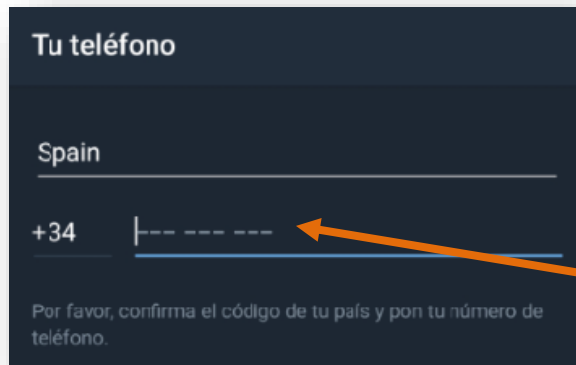 Tu teléfono
Spain
+34 --- --- ---
Por favor, confirma el código de tu país y pon tu número de
teléfono.